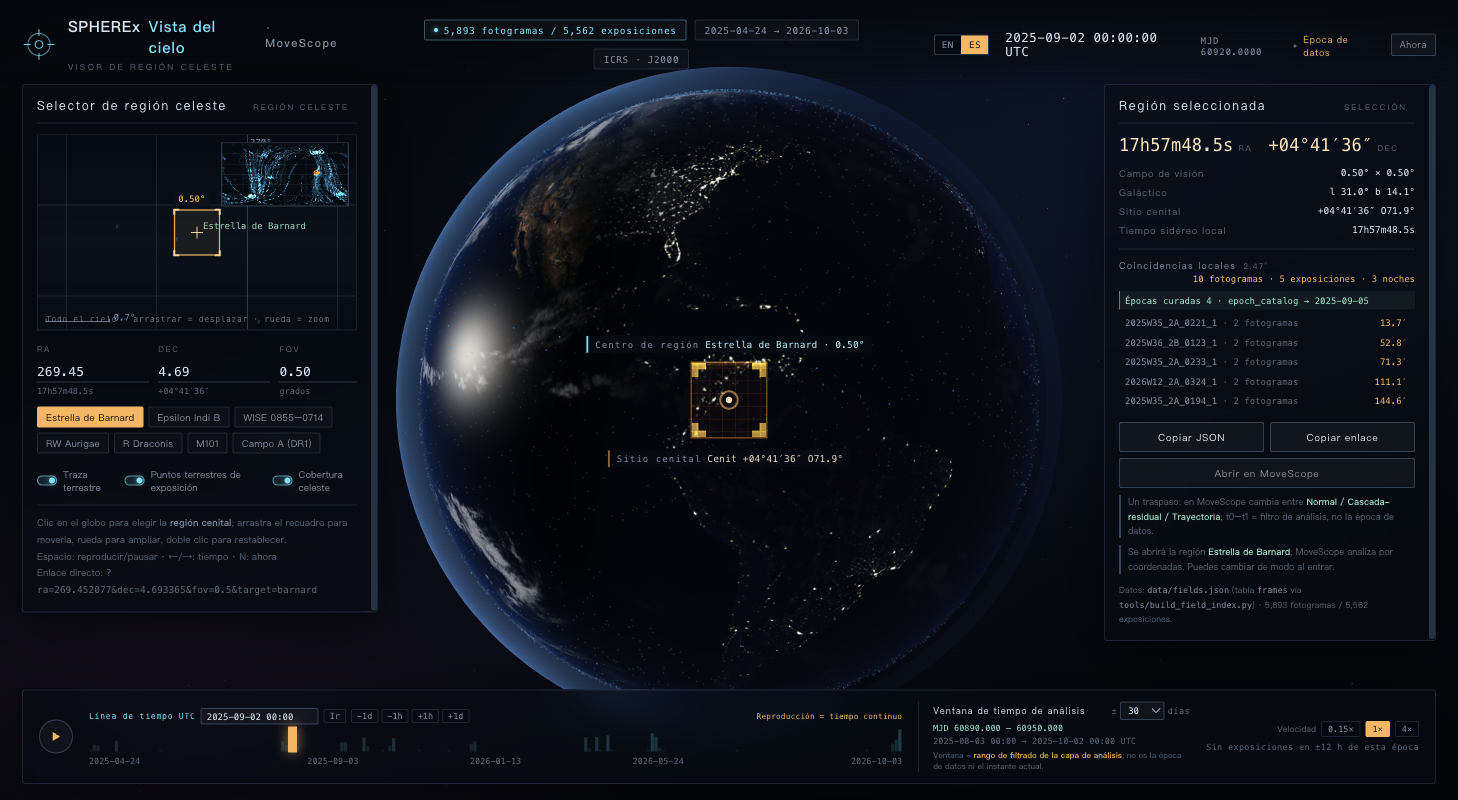 SPHEREx Vista del cielo
· MoveScope
VISOR DE REGIÓN CELESTE
5,893 fotogramas / 5,562 exposiciones
2025-04-24 → 2026-10-03
ICRS · J2000
EN ES
2025-09-02 00:00:00 UTC
MJD 60920.0000
Época de datos
Ahora
Selector de región celeste
REGIÓN CELESTE
270°
0.50°
Estrella de Barnard
0.7°
Todo el cielo · arrastrar = desplazar · rueda = zoom
RA DEC FOV
269.45 4.69 0.50
17h57m48.5s +04°41′36″ grados
Estrella de Barnard Epsilon Indi B WISE 0855−0714
RW Aurigae R Draconis M101 Campo A (DR1)
Traza terrestre
Puntos terrestres de exposición
Cobertura celeste
Clic en el globo para elegir la región cenital; arrastra el recuadro para
moverla, rueda para ampliar, doble clic para restablecer.
Espacio: reproducir/pausar · ←/→: tiempo · N: ahora
Enlace directo: ?
ra=269.452077&dec=4.693365&fov=0.5&target=barnard
Centro de región Estrella de Barnard · 0.50°
Sitio cenital Cenit +04°41′36″ O71.9°
Región seleccionada
SELECCIÓN
17h57m48.5s RA +04°41′36″ DEC
Campo de visión 0.50° × 0.50°
Galáctico l 31.0° b 14.1°
Sitio cenital +04°41′36″ O71.9°
Tiempo sidéreo local 17h57m48.5s
Coincidencias locales 2.47°
10 fotogramas · 5 exposiciones · 3 noches
Épocas curadas 4 · epoch_catalog → 2025-09-05
2025W35_2A_0221_1 · 2 fotogramas 13.7′
2025W36_2B_0123_1 · 2 fotogramas 52.8′
2025W35_2A_0233_1 · 2 fotogramas 71.3′
2026W12_2A_0324_1 · 2 fotogramas 111.1′
2025W35_2A_0194_1 · 2 fotogramas 144.6′
Copiar JSON Copiar enlace
Abrir en MoveScope
Un traspaso: en MoveScope cambia entre Normal / Cascada-
residual / Trayectoria; t0–t1 = filtro de análisis, no la época de
datos.
Se abrirá la región Estrella de Barnard; MoveScope analiza por
coordenadas. Puedes cambiar de modo al entrar.
Datos: data/fields.json (tabla frames vía
tools/build_field_index.py) · 5,893 fotogramas / 5,562
exposiciones.
Línea de tiempo UTC 2025-09-02 00:00 Ir −1d −1h +1h +1d
Reproducción = tiempo continuo
2025-04-24 2025-09-03 2026-01-13 2026-05-24 2026-10-03
Ventana de tiempo de análisis ± 30 días
MJD 60890.000 – 60950.000
2025-08-03 00:00 → 2025-10-02 00:00 UTC
Ventana = rango de filtrado de la capa de análisis; no es la época
de datos ni el instante actual.
Velocidad 0.15× 1× 4×
Sin exposiciones en ±12 h de esta época